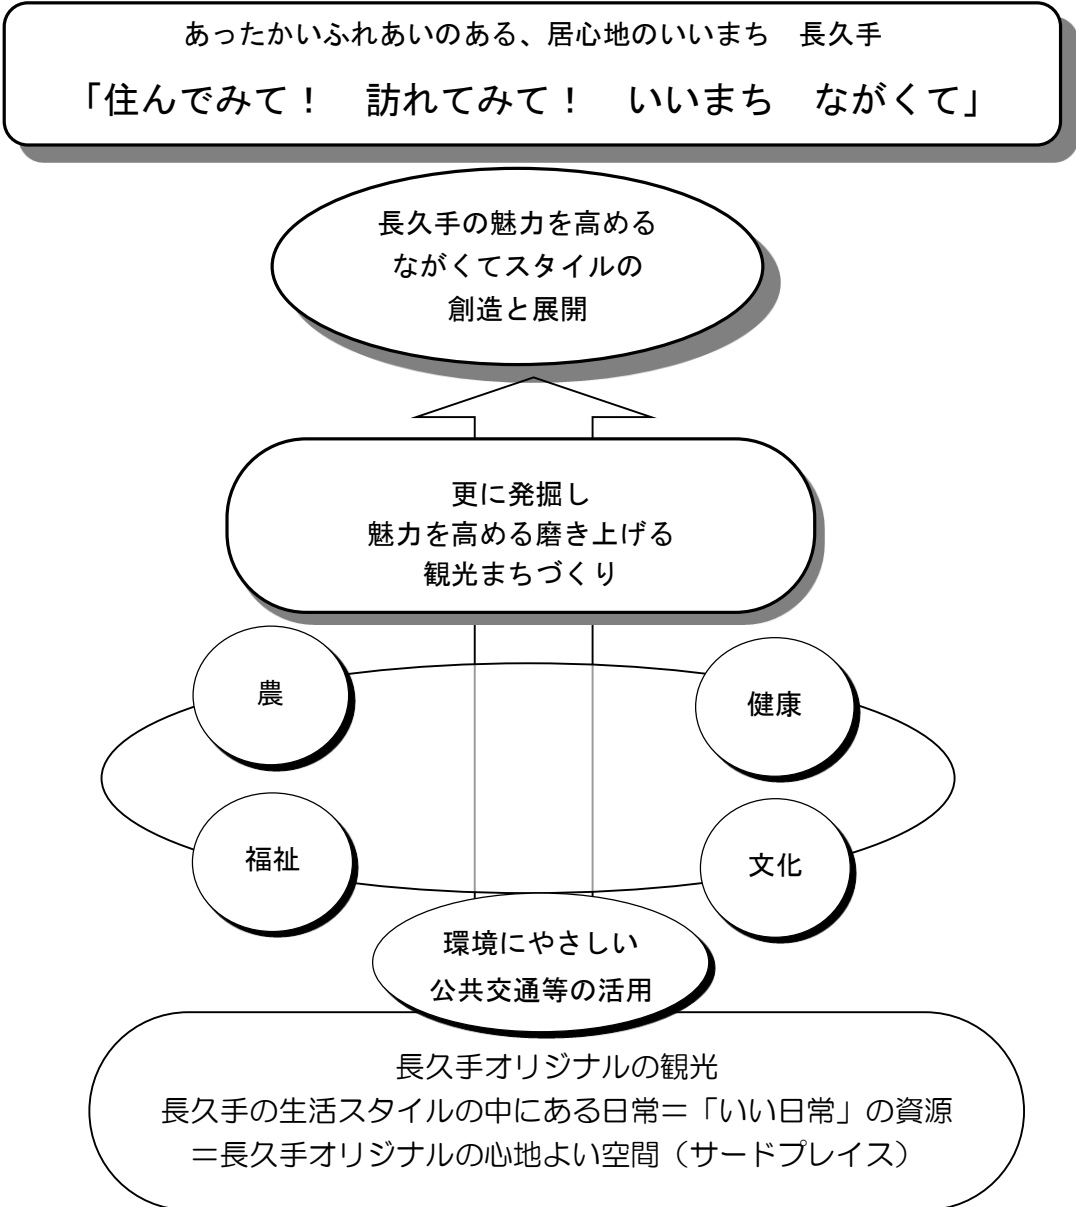 あったかいふれあいのある、居心地のいいまち　長久手
「住んでみて！　訪れてみて！　いいまち　ながくて」
長久手の魅力を高める
ながくてスタイルの
創造と展開
更に発掘し
魅力を高める磨き上げる
観光まちづくり
農
健康
福祉
文化
環境にやさしい
公共交通等の活用
長久手オリジナルの観光
長久手の生活スタイルの中にある日常＝「いい日常」の資源
＝長久手オリジナルの心地よい空間（サードプレイス）